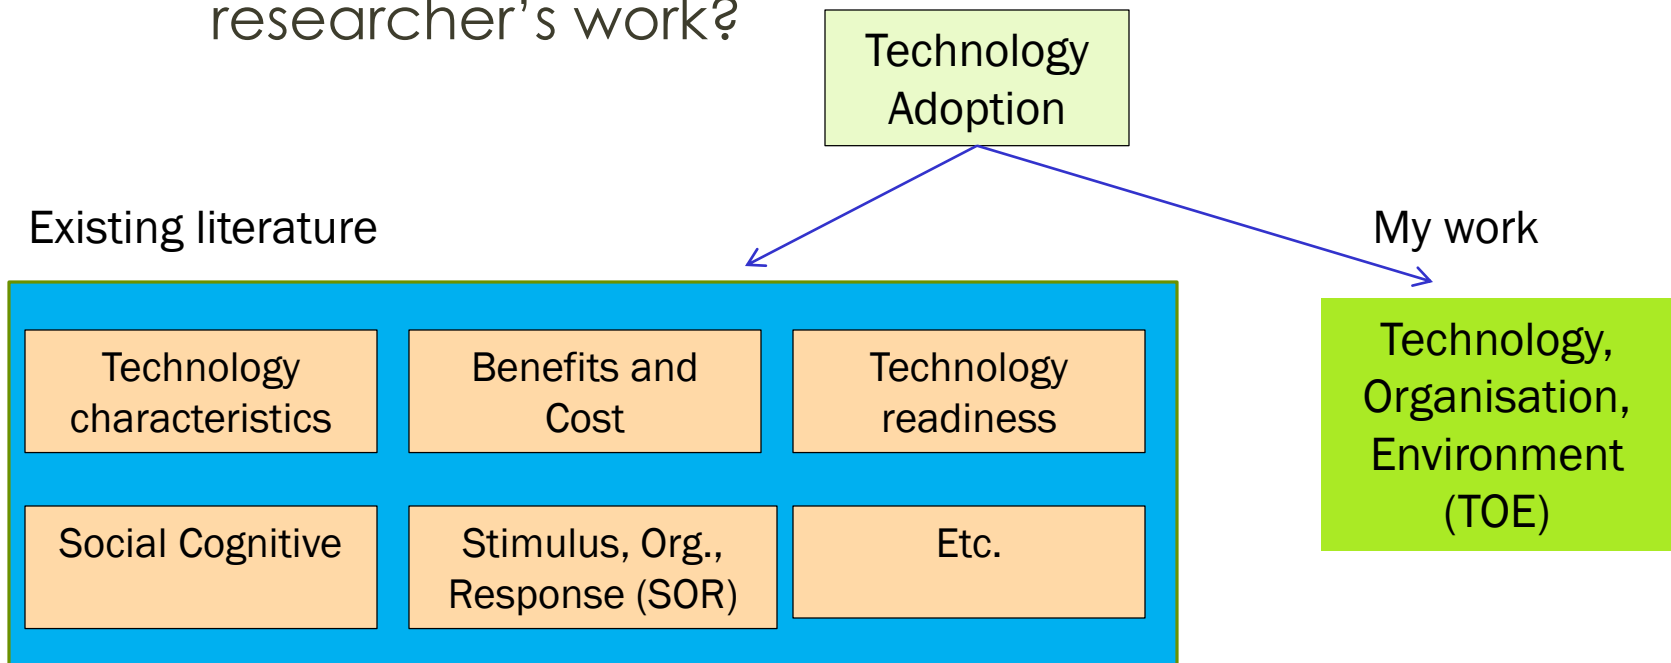 researcher's work?
Technology
Adoption
Existing literature
My work
Technology
characteristics
Benefits and
Cost
Technology
readiness
Social Cognitive
Stimulus, Org.,
Response (SOR)
Etc.
Technology,
Organisation,
Environment
(TOE)